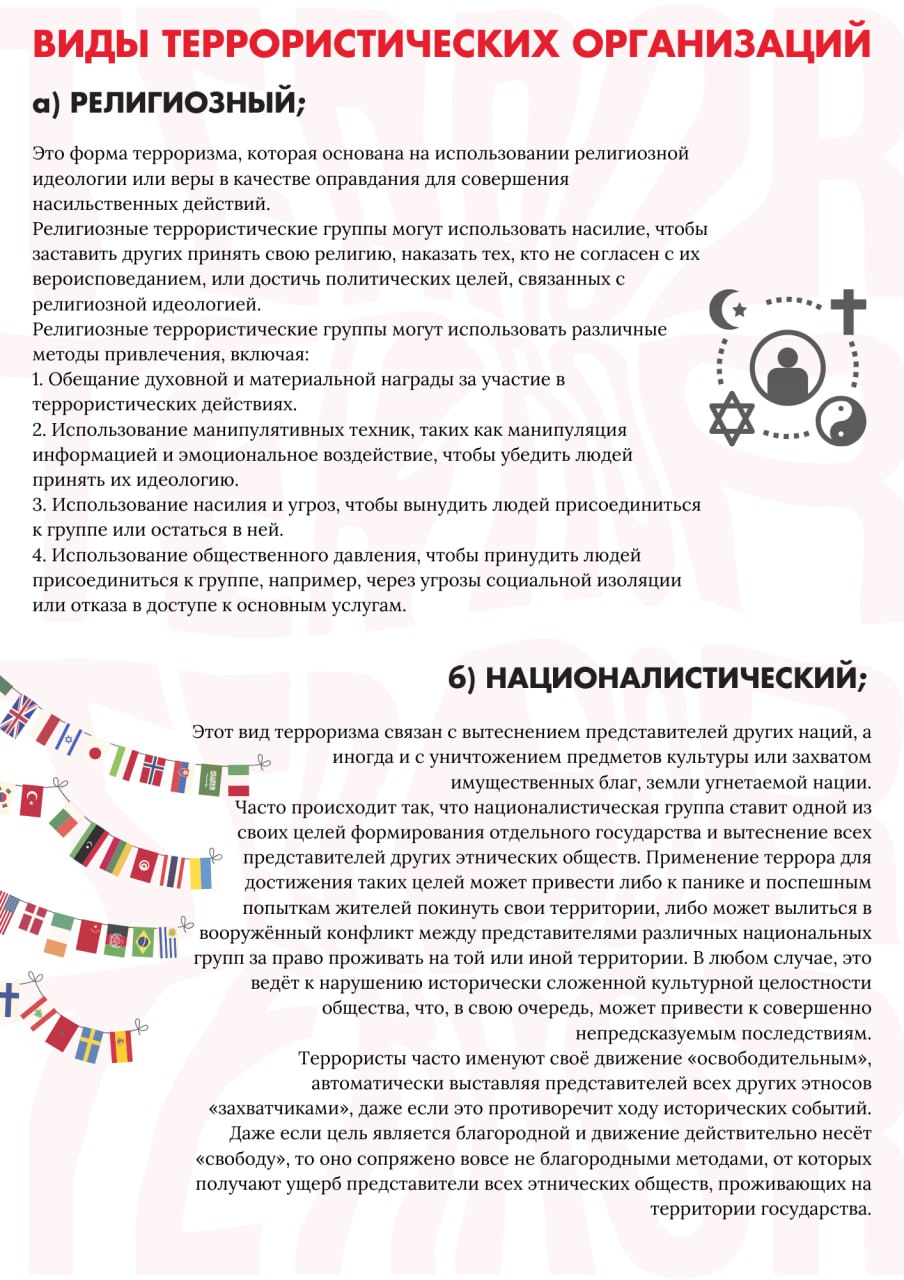 ВИДЫ ТЕРРОРИСТИЧЕСКИХ ОРГАНИЗАЦИЙ
а) РЕЛИГИОЗНЫЙ;
Это форма терроризма, которая основана на использовании религиозной
идеологии или веры в качестве оправдания для совершения
насильственных действий.
Религиозные террористические группы могут использовать насилие, чтобы
заставить других принять свою религию, наказать тех, кто не согласен с их
вероисповеданием, или достичь политических целей, связанных с
религиозной идеологией.
Религиозные террористические группы могут использовать различные
методы привлечения, включая:
1. Обещание духовной и материальной награды за участие в
террористических действиях.
2. Использование манипулятивных техник, таких как манипуляция
информацией и эмоциональное воздействие, чтобы убедить людей
принять их идеологию.
3. Использование насилия и угроз, чтобы вынудить людей присоединиться
к группе или остаться в ней.
4. Использование общественного давления, чтобы принудить людей
присоединиться к группе, например, через угрозы социальной изоляции
или отказа в доступе к основным услугам.
б) НАЦИОНАЛИСТИЧЕСКИЙ;
Этот вид терроризма связан с вытеснением представителей других наций, а
иногда и с уничтожением предметов культуры или захватом
имущественных благ, земли угнетаемой нации.
Часто происходит так, что националистическая группа ставит одной из
своих целей формирования отдельного государства и вытеснение всех
представителей других этнических обществ. Применение террора для
достижения таких целей может привести либо к панике и поспешным
попыткам жителей покинуть свои территории, либо может вылиться в
вооружённый конфликт между представителями различных национальных
групп за право проживать на той или иной территории. В любом случае, это
ведёт к нарушению исторически сложенной культурной целостности
общества, что, в свою очередь, может привести к совершенно
непредсказуемым последствиям.
Террористы часто именуют своё движение «освободительным»,
автоматически выставляя представителей всех других этносов
«захватчиками», даже если это противоречит ходу исторических событий.
Даже если цель является благородной и движение действительно несёт
«свободу», то оно сопряжено вовсе не благородными методами, от которых
получают ущерб представители всех этнических обществ, проживающих на
территории государства.